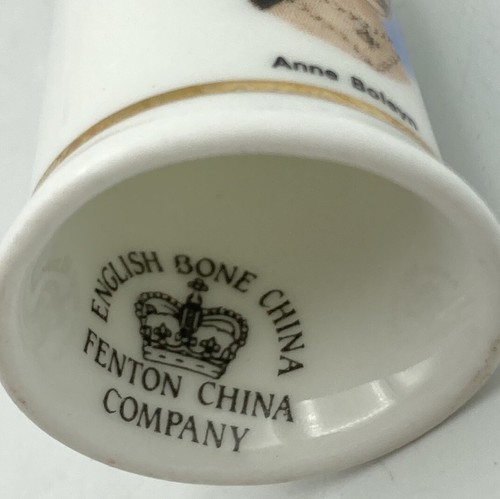 Anne Boleyn
ENGLISH BONE CHINA
FENTON CHINA
COMPANY